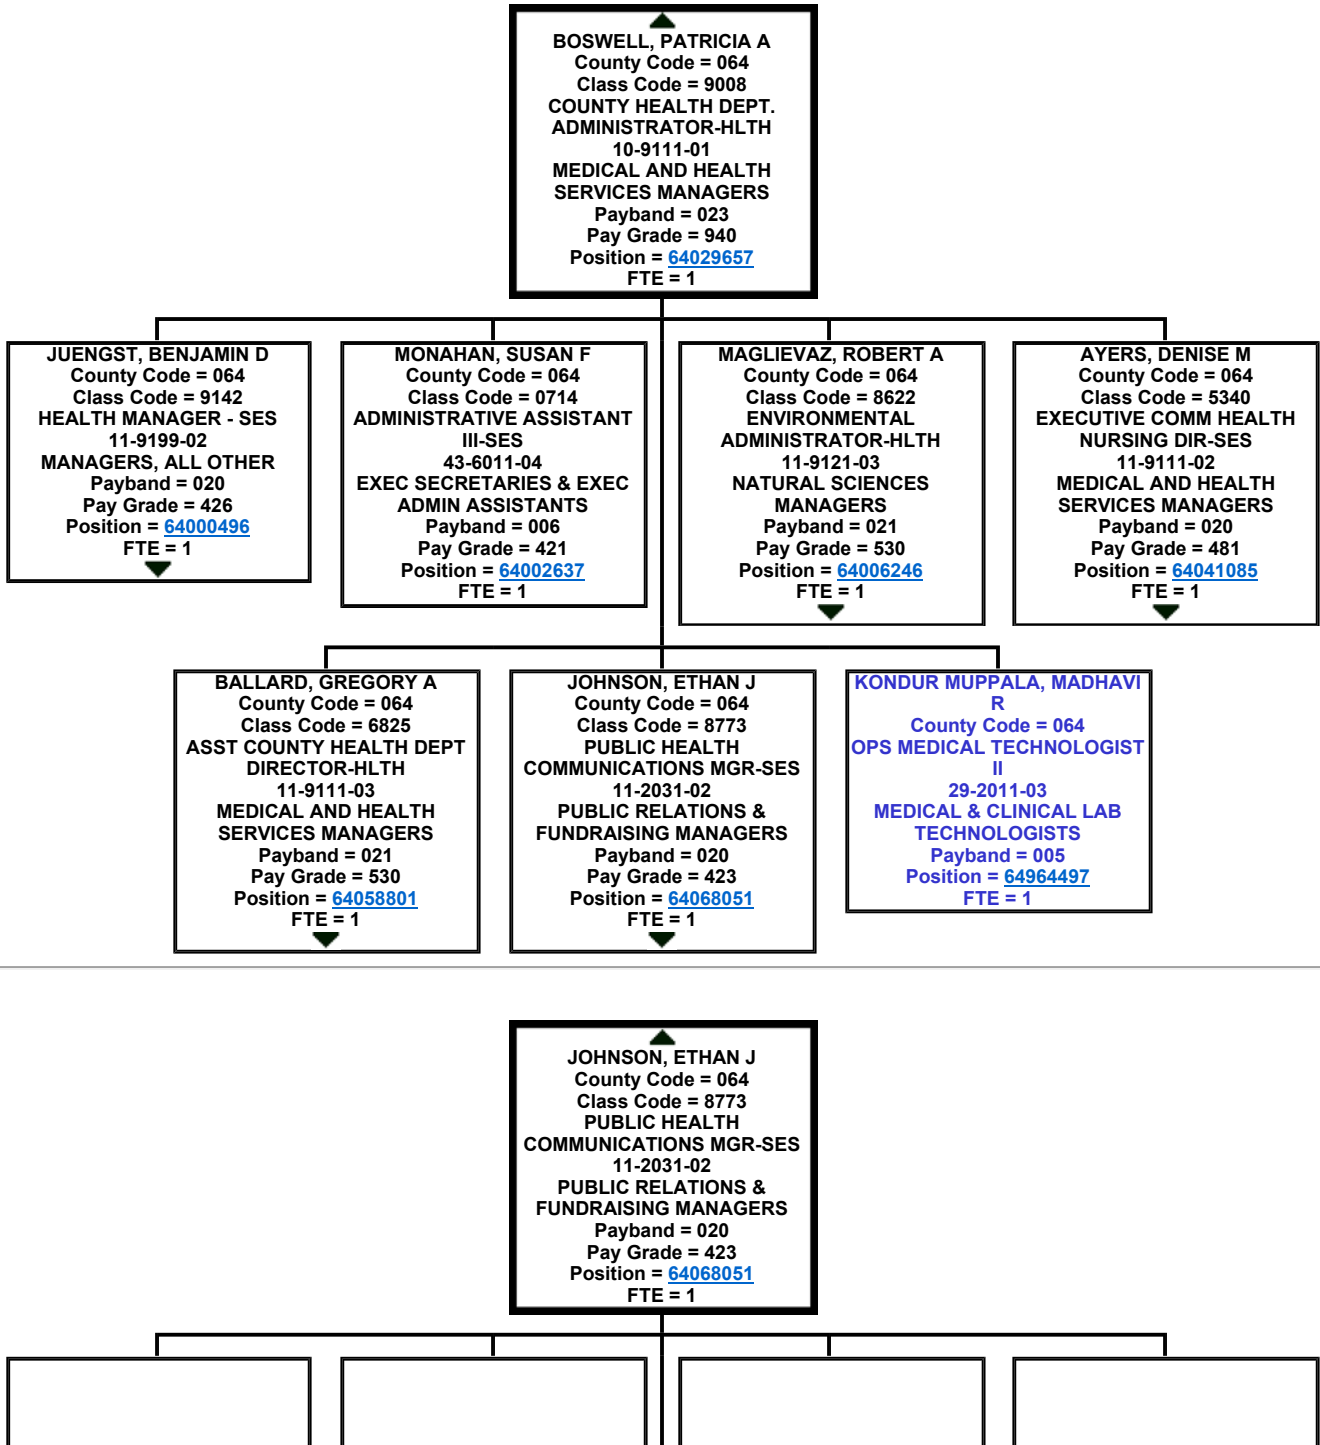 BOSWELL, PATRICIA A
County Code = 064
Class Code = 9008
COUNTY HEALTH DEPT.
ADMINISTRATOR-HLTH
10-9111-01
MEDICAL AND HEALTH
SERVICES MANAGERS
Payband = 023
Pay Grade = 940
Position = 64029657
FTE = 1
JUENGST, BENJAMIN D
County Code = 064
Class Code = 9142
HEALTH MANAGER - SES
11-9199-02
MANAGERS, ALL OTHER
Payband = 020
Pay Grade = 426
Position = 64000496
FTE = 1
MONAHAN, SUSAN F
County Code = 064
Class Code = 0714
ADMINISTRATIVE ASSISTANT
III-SES
43-6011-04
EXEC SECRETARIES & EXEC
ADMIN ASSISTANTS
Payband = 006
Pay Grade = 421
Position = 64002637
FTE = 1
MAGLIEVAZ, ROBERT A
County Code = 064
Class Code = 8622
ENVIRONMENTAL
ADMINISTRATOR-HLTH
11-9121-03
NATURAL SCIENCES
MANAGERS
Payband = 021
Pay Grade = 530
Position = 64006246
FTE = 1
AYERS, DENISE M
County Code = 064
Class Code = 5340
EXECUTIVE COMM HEALTH
NURSING DIR-SES
11-9111-02
MEDICAL AND HEALTH
SERVICES MANAGERS
Payband = 020
Pay Grade = 481
Position = 64041085
FTE = 1
BALLARD, GREGORY A
County Code = 064
Class Code = 6825
ASST COUNTY HEALTH DEPT
DIRECTOR-HLTH
11-9111-03
MEDICAL AND HEALTH
SERVICES MANAGERS
Payband = 021
Pay Grade = 530
Position = 64058801
FTE = 1
JOHNSON, ETHAN J
County Code = 064
Class Code = 8773
PUBLIC HEALTH
COMMUNICATIONS MGR-SES
11-2031-02
PUBLIC RELATIONS &
FUNDRAISING MANAGERS
Payband = 020
Pay Grade = 423
Position = 64068051
FTE = 1
KONDUR MUPPALA, MADHAVI
R
County Code = 064
OPS MEDICAL TECHNOLOGIST
II
29-2011-03
MEDICAL & CLINICAL LAB
TECHNOLOGISTS
Payband = 005
Position = 64964497
FTE = 1
JOHNSON, ETHAN J
County Code = 064
Class Code = 8773
PUBLIC HEALTH
COMMUNICATIONS MGR-SES
11-2031-02
PUBLIC RELATIONS &
FUNDRAISING MANAGERS
Payband = 020
Pay Grade = 423
Position = 64068051
FTE = 1